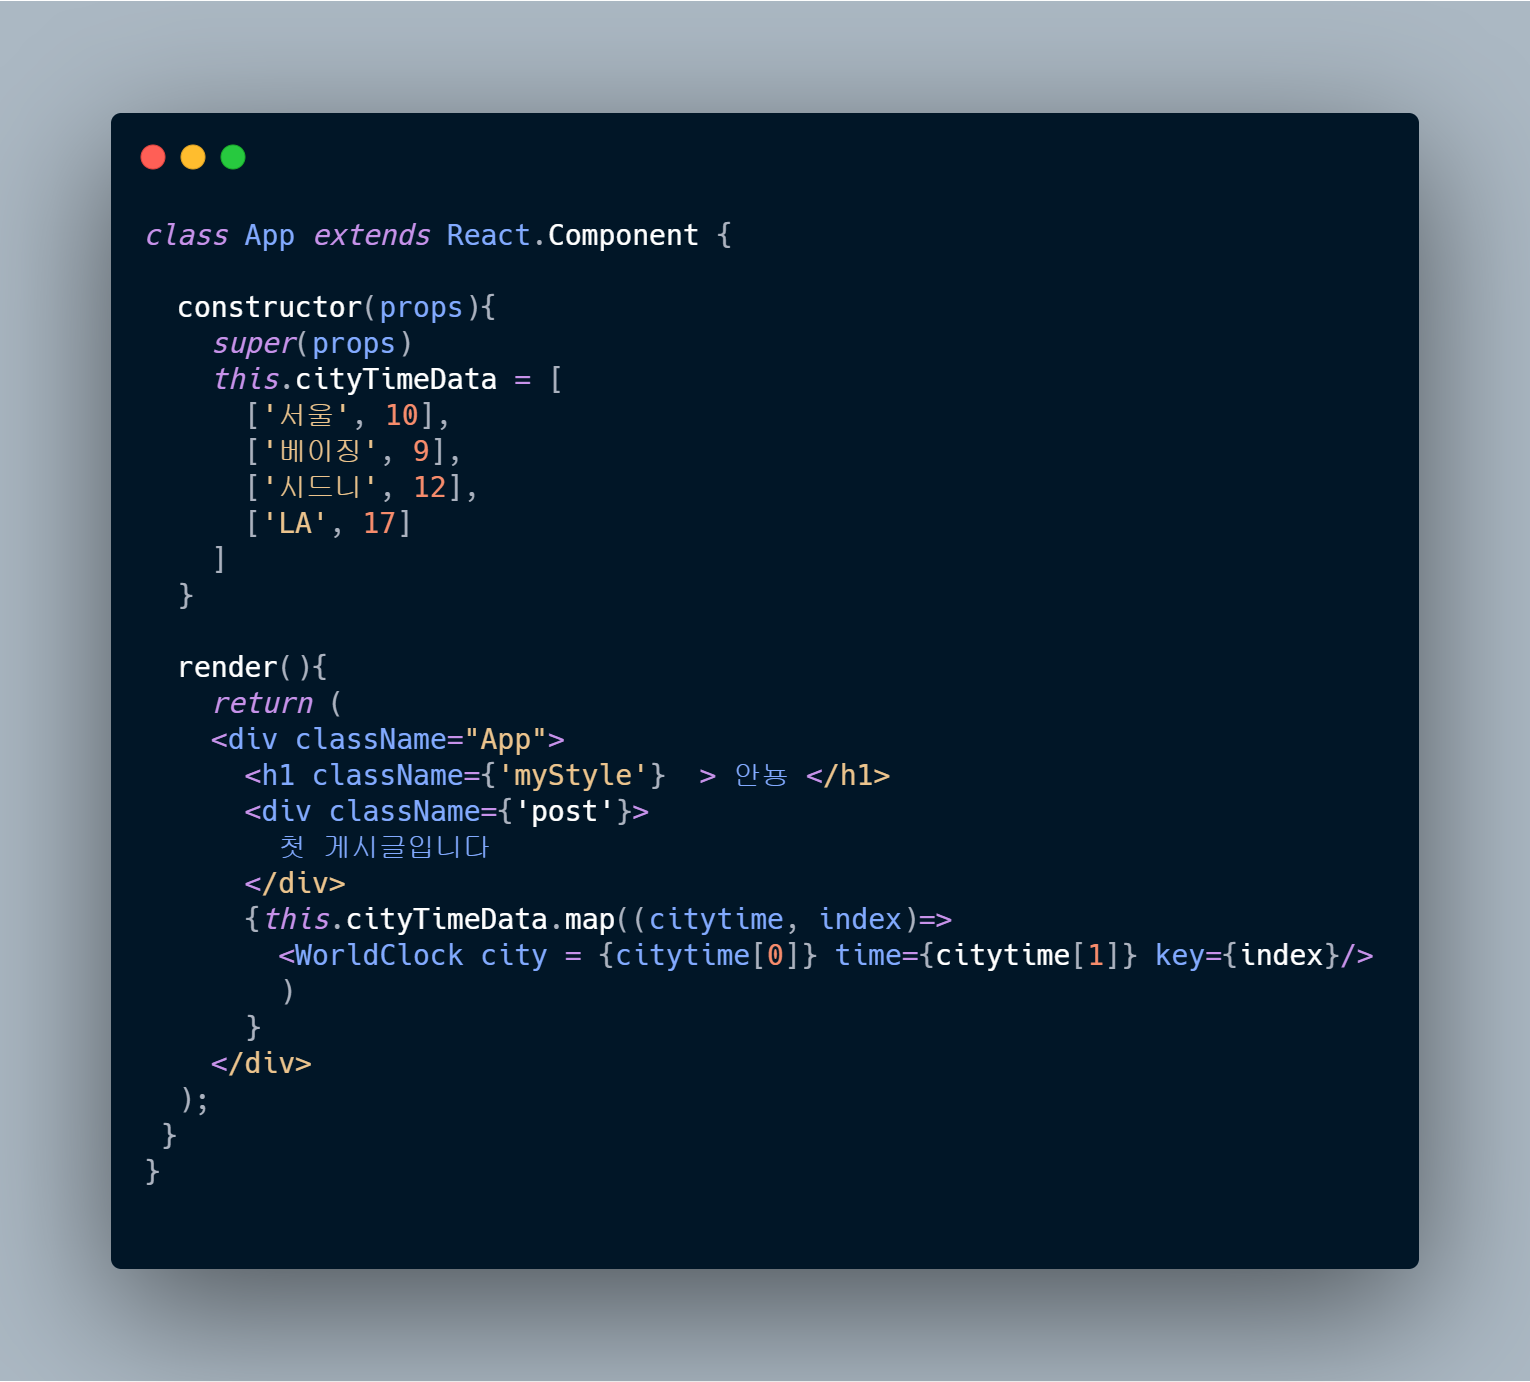 class App extends React.Component {
constructor(props){
super(props)
this.cityTimeData = [
['서울', 10],
['베이징', 9],
['시드니', 12],
['LA', 17]
]
}
render(){
return (
<div className="App">
<h1 className={'myStyle'}  > 안뇽 </h1>
<div className={'post'}>
첫 게시글입니다
</div>
{this.cityTimeData.map((citytime, index)=>
<WorldClock city = {citytime[0]} time={citytime[1]} key={index}/>
)
}
</div>
);
}
}